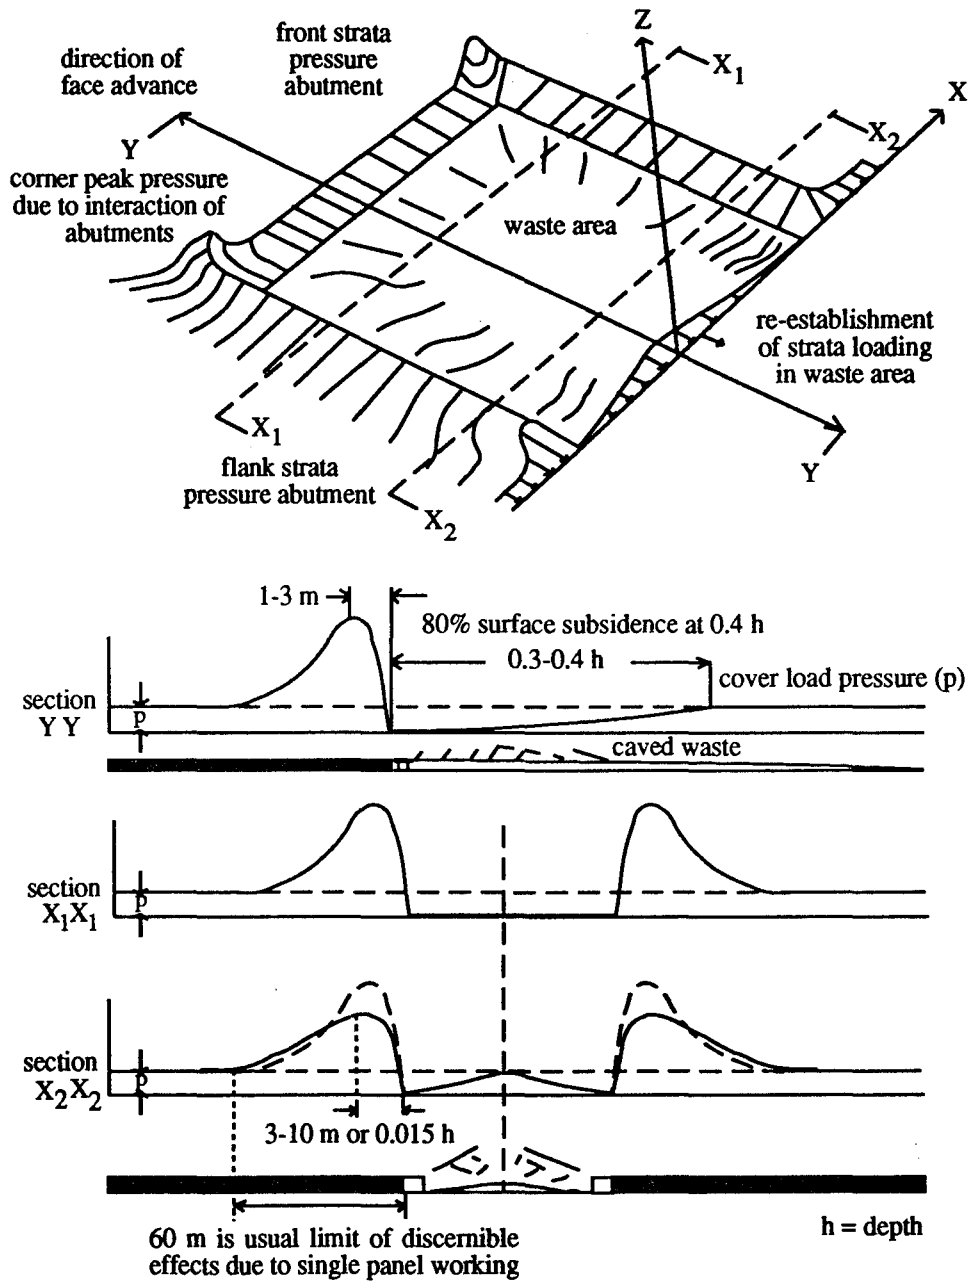 Z
front strata
pressure
abutment
direction of
face advance
X1
X
X2
Y
corner peak pressure
due to interaction of
abutments
waste area
re-establishment
of strata loading
in waste area
X1
flank strata
pressure abutment
X2
Y
1-3 m
80% surface subsidence at 0.4 h
0.3-0.4 h
cover load pressure (p)
section
Y Y
p
caved waste
section
X1X1
p
section
X2X2
p
3-10 m or 0.015 h
60 m is usual limit of discernible
effects due to single panel working
h = depth